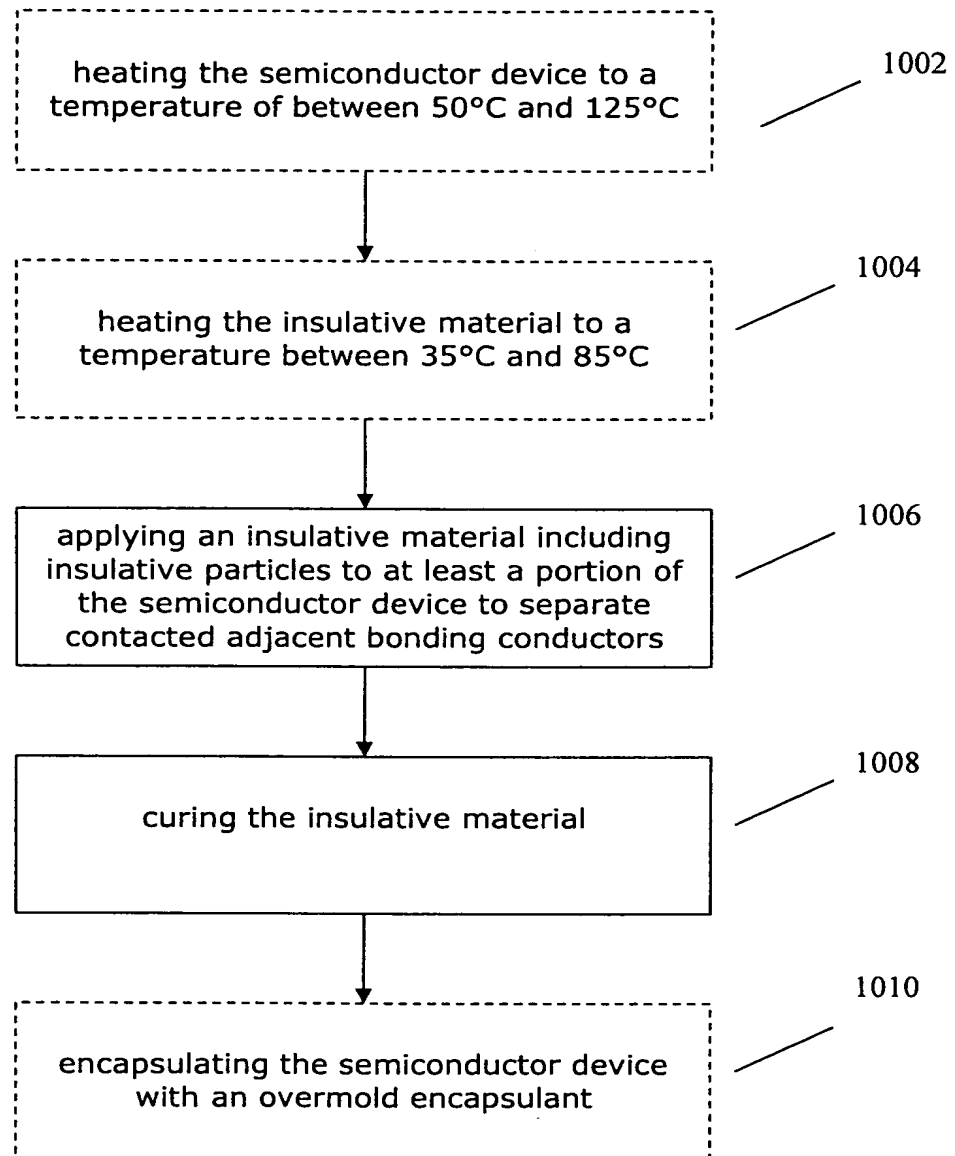 heating the semiconductor device to a
temperature of between 50°C and 125°C
1002
heating the insulative material to a
temperature between 35°C and 85°C
1004
applying an insulative material including
insulative particles to at least a portion of
the semiconductor device to separate
contacted adjacent bonding conductors
1006
curing the insulative material
1008
encapsulating the semiconductor device
with an overmold encapsulant
1010